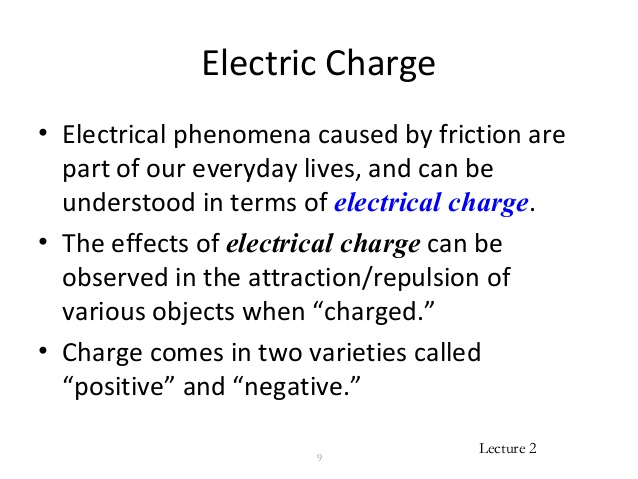 Electric Charge
• Electrical phenomena caused by friction are
part of our everyday lives, and can be
understood in terms of electrical charge.
• The effects of electrical charge can be
observed in the attraction/repulsion of
various objects when “charged.”
• Charge comes in two varieties called
“positive” and “negative.”
9
Lecture 2